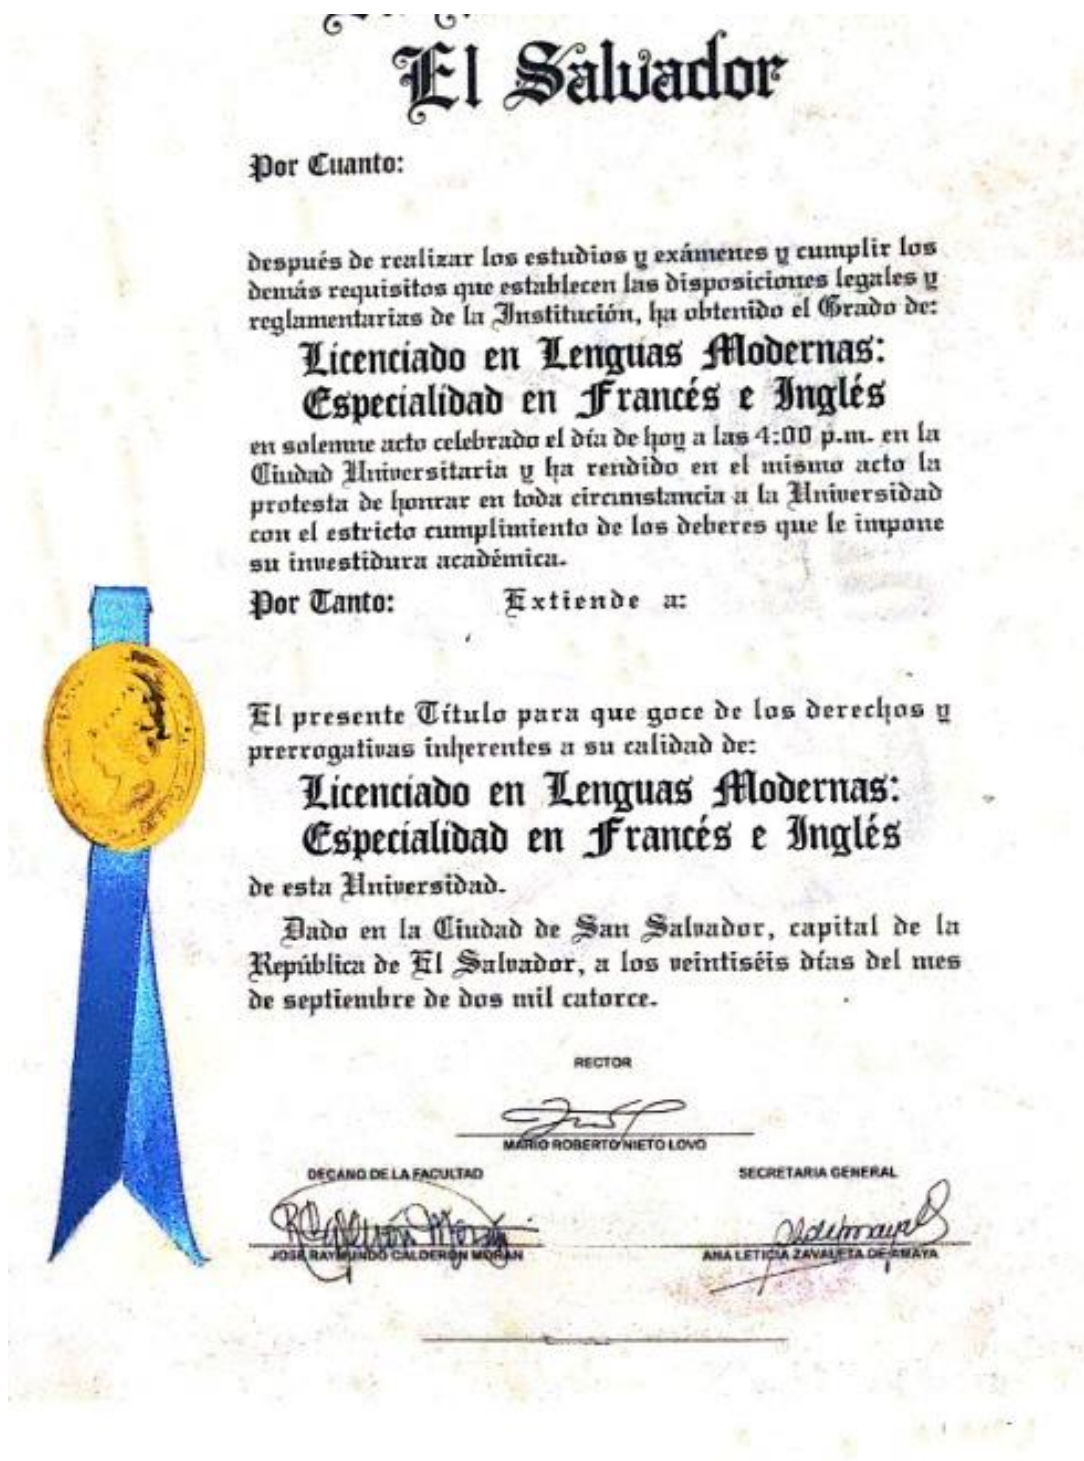 El Salvador
Por Cuanto:
después de realizar los estudios y exámenes y cumplir los
demás requisitos que establecen las disposiciones legales y
reglamentarias de la Institución, ha obtenido el Grado de:
Licenciado en Lenguas Modernas:
Especialidad en Francés e Inglés
en solemne acto celebrado el día de hoy a las 4:00 p.m. en la
Ciudad Universitaria y ha rendido en el mismo acto la
protesta de honrar en toda circunstancia a la Universidad
con el estricto cumplimiento de los deberes que le impone
su investidura académica.
Por Tanto: Extiende a:
El presente Título para que goce de los derechos y
prerrogativas inherentes a su calidad de:
Licenciado en Lenguas Modernas:
Especialidad en Francés e Inglés
de esta Universidad.
Dado en la Ciudad de San Salvador, capital de la
República de El Salvador, a los veintiséis días del mes
de septiembre de dos mil catorce.
RECTOR
MARIO ROBERTO NIETO LOVO
DECANO DE LA FACULTAD
SECRETARIA GENERAL
JOSÉ RAYMUNDO CALDERÓN MORÁN
ANA LETICIA ZAVALETA DE AMAYA